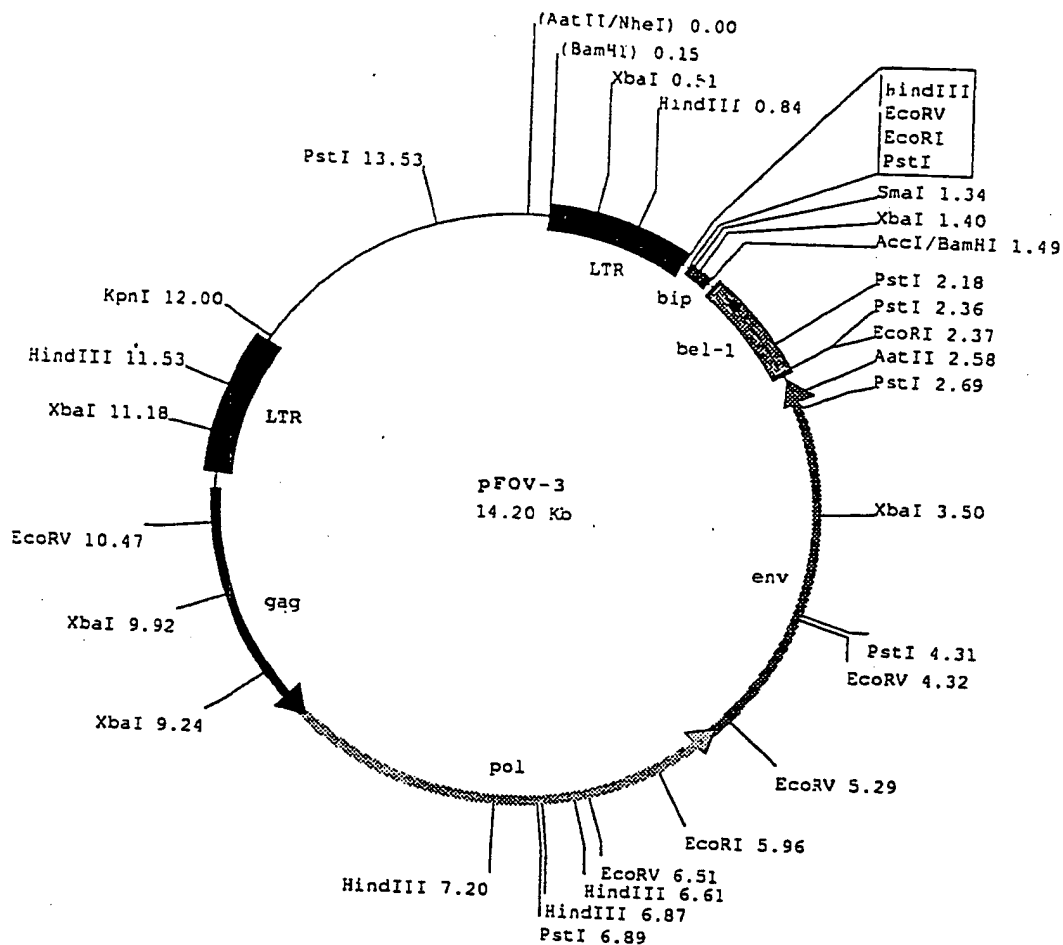 (AatII/NheI) 0.00
(BamHI) 0.15
XbaI 0.51
HindIII 0.84
hindIII
EcoRV
EcoRI
PstI
SmaI 1.34
XbaI 1.40
AccI/BamHI 1.49
PstI 2.18
PstI 2.36
EcoRI 2.37
AatII 2.58
PstI 2.69
XbaI 3.50
PstI 4.31
EcoRV 4.32
EcoRV 5.29
EcoRI 5.96
EcoRV 6.51
HindIII 6.61
HindIII 6.87
PstI 6.89
HindIII 7.20
XbaI 9.24
XbaI 9.92
EcoRV 10.47
XbaI 11.18
HindIII 11.53
KpnI 12.00
PstI 13.53
LTR
bip
bel-1
env
pol
gag
LTR
pFOV-3
14.20 Kb